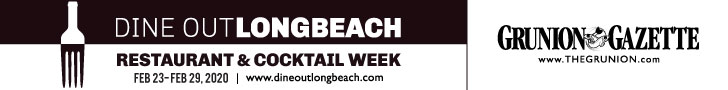 DINE OUT LONGBEACH
RESTAURANT & COCKTAIL WEEK
FEB 23-FEB 29, 2020 | www.dineoutlongbeach.com
GRUNION GAZETTE
www.THEGRUNION.com